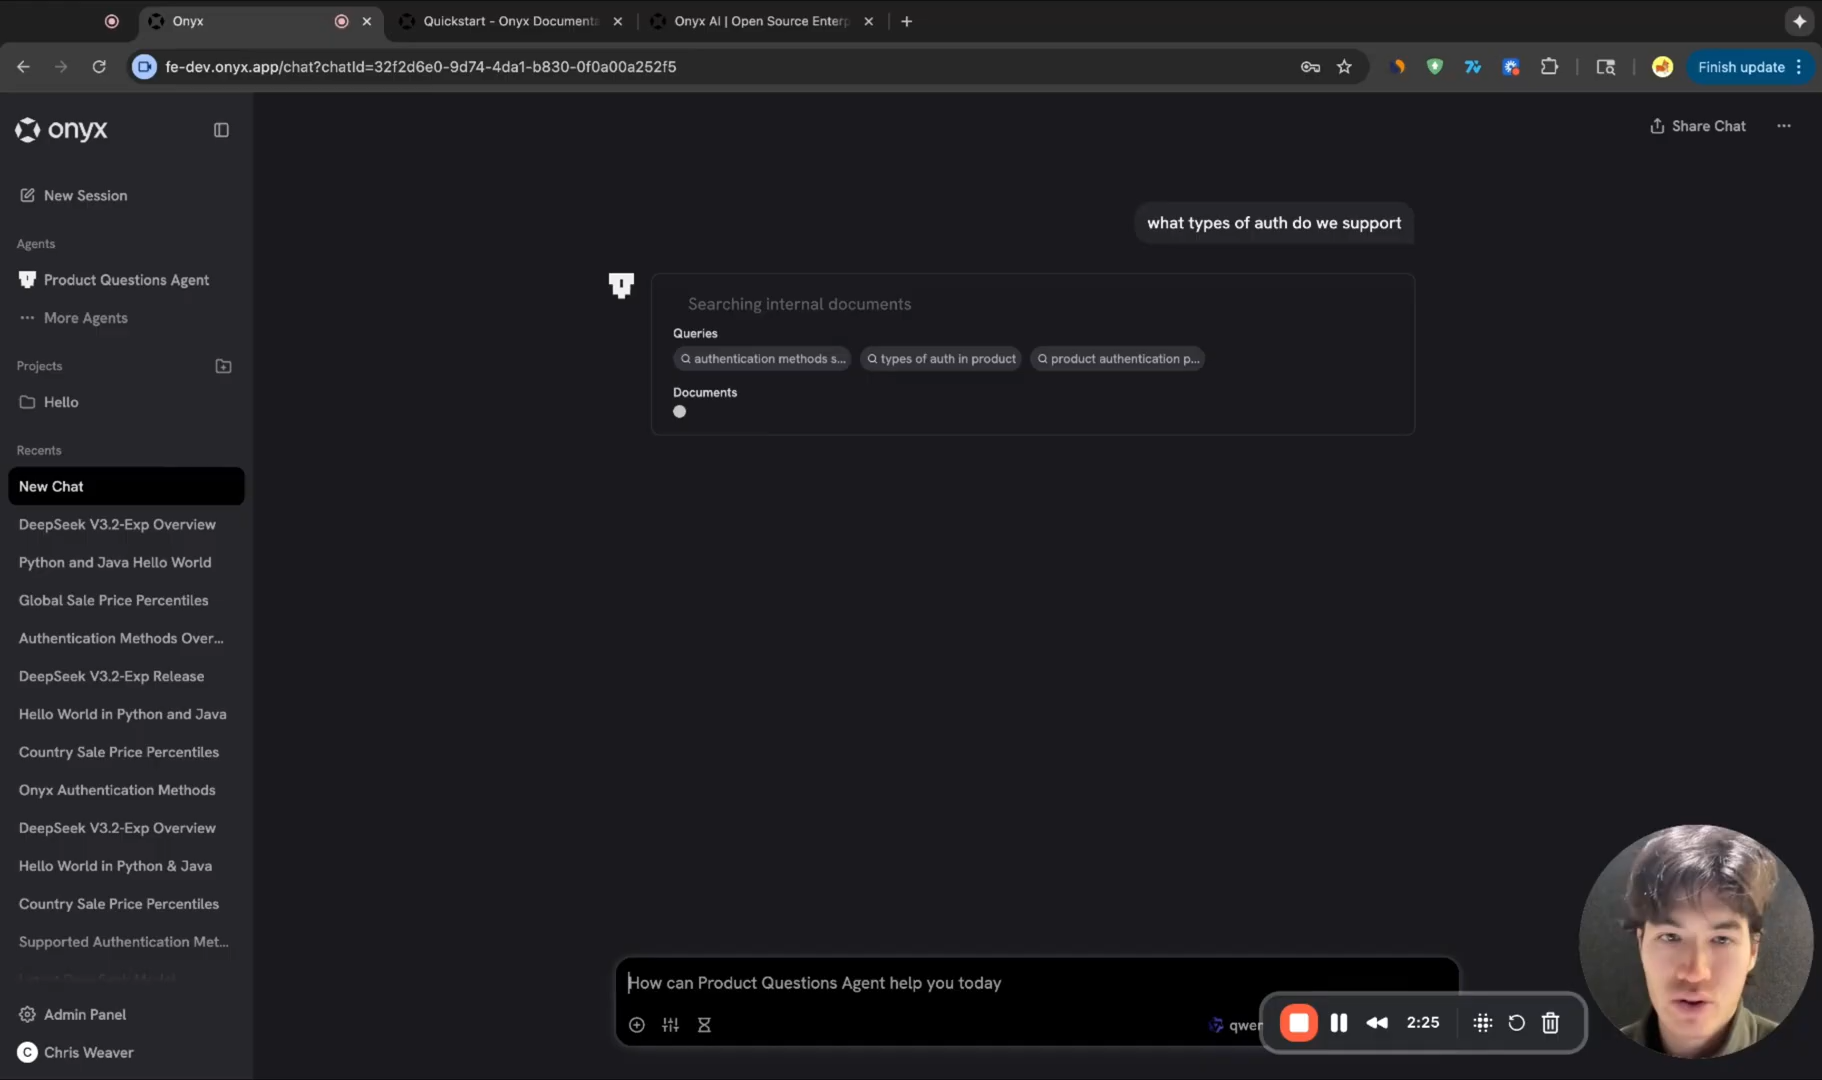 Onyx
Quickstart - Onyx Documenta
Onyx AI | Open Source Enterp
fe-dev.onyx.app/chat?chatId=32f2d6e0-9d74-4da1-b830-0f0a00a252f5
Finish update
onyx
Share Chat
New Session
Agents
Product Questions Agent
More Agents
Projects
Hello
Recents
New Chat
DeepSeek V3.2-Exp Overview
Python and Java Hello World
Global Sale Price Percentiles
Authentication Methods Over...
DeepSeek V3.2-Exp Release
Hello World in Python and Java
Country Sale Price Percentiles
Onyx Authentication Methods
DeepSeek V3.2-Exp Overview
Hello World in Python & Java
Country Sale Price Percentiles
Supported Authentication Met...
Admin Panel
C Chris Weaver
what types of auth do we support
Searching internal documents
Queries
authentication methods s...
types of auth in product
product authentication p...
Documents
How can Product Questions Agent help you today
qwen
2:25